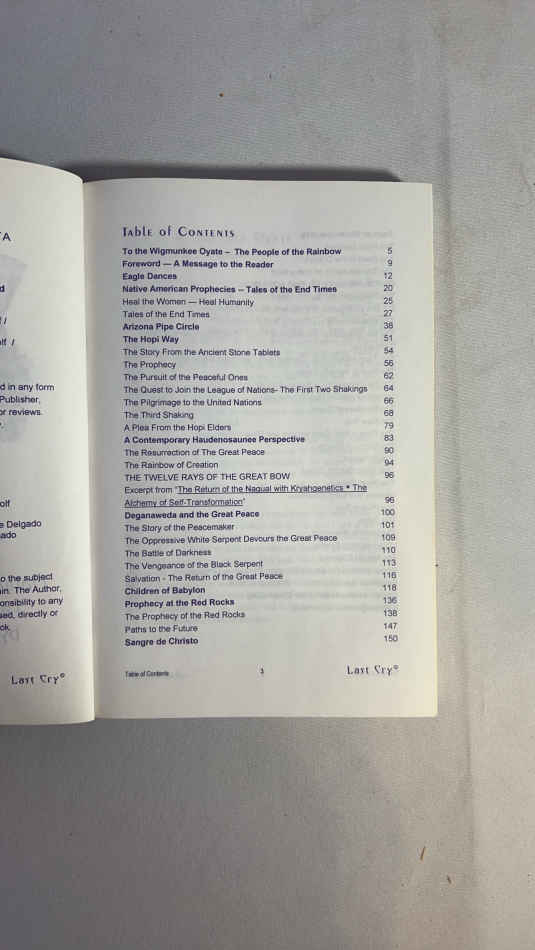 TA
d
f /
lf /
d in any form
Publisher,
or reviews.
olf
e Delgado
ado
o the subject
in. The Author,
onsibility to any
sed, directly or
ok.
Last Cry®
Table of Contents
To the Wigmunkee Oyate – The People of the Rainbow 5
Foreword — A Message to the Reader 9
Eagle Dances 12
Native American Prophecies – Tales of the End Times 20
Heal the Women — Heal Humanity 25
Tales of the End Times 27
Arizona Pipe Circle 38
The Hopi Way 51
The Story From the Ancient Stone Tablets 54
The Prophecy 56
The Pursuit of the Peaceful Ones 62
The Quest to Join the League of Nations- The First Two Shakings 64
The Pilgrimage to the United Nations 66
The Third Shaking 68
A Plea From the Hopi Elders 79
A Contemporary Haudenosaunee Perspective 83
The Resurrection of The Great Peace 90
The Rainbow of Creation 94
THE TWELVE RAYS OF THE GREAT BOW 96
Excerpt from "The Return of the Nagual with Kryahgenetics * The
Alchemy of Self-Transformation" 96
Deganaweda and the Great Peace 100
The Story of the Peacemaker 101
The Oppressive White Serpent Devours the Great Peace 109
The Battle of Darkness 110
The Vengeance of the Black Serpent 113
Salvation - The Return of the Great Peace 116
Children of Babylon 118
Prophecy at the Red Rocks 136
The Prophecy of the Red Rocks 138
Paths to the Future 147
Sangre de Christo 150
Table of Contents 3 Last Cry®